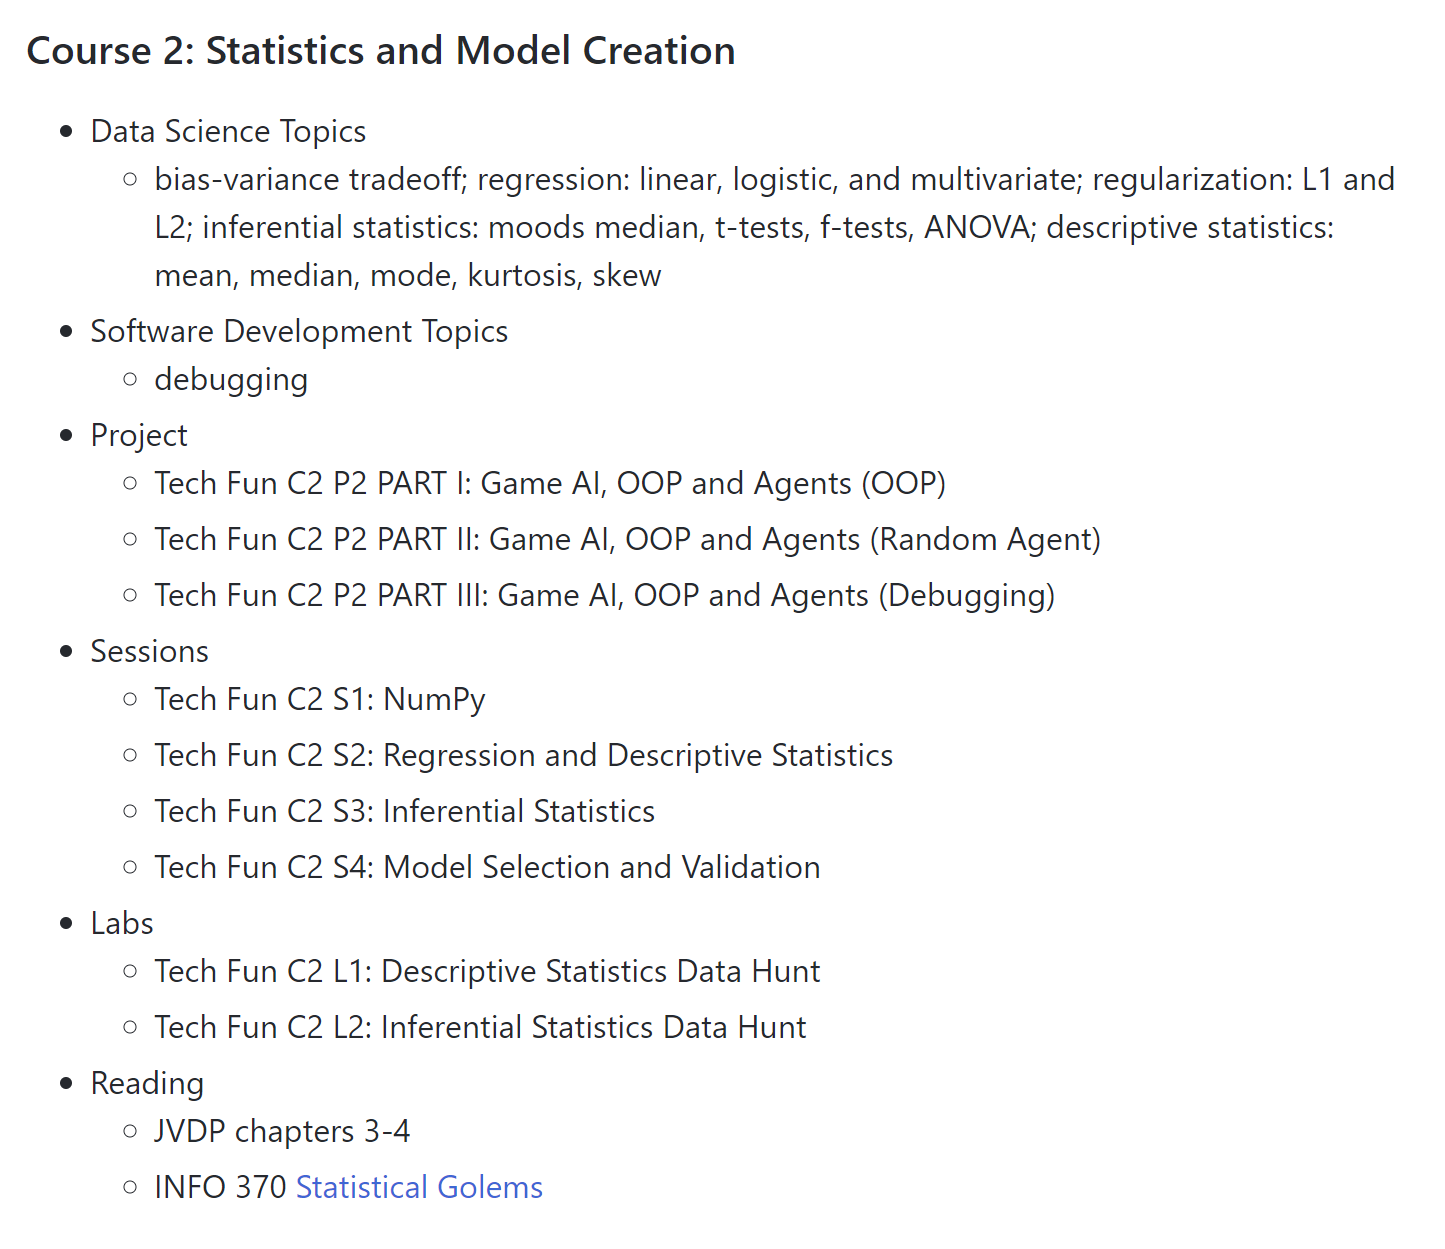 Course 2: Statistics and Model Creation
Data Science Topics
bias-variance tradeoff; regression: linear, logistic, and multivariate; regularization: L1 and
L2; inferential statistics: moods median, t-tests, f-tests, ANOVA; descriptive statistics:
mean, median, mode, kurtosis, skew
Software Development Topics
debugging
Project
Tech Fun C2 P2 PART I: Game AI, OOP and Agents (OOP)
Tech Fun C2 P2 PART II: Game AI, OOP and Agents (Random Agent)
Tech Fun C2 P2 PART III: Game AI, OOP and Agents (Debugging)
Sessions
Tech Fun C2 S1: NumPy
Tech Fun C2 S2: Regression and Descriptive Statistics
Tech Fun C2 S3: Inferential Statistics
Tech Fun C2 S4: Model Selection and Validation
Labs
Tech Fun C2 L1: Descriptive Statistics Data Hunt
Tech Fun C2 L2: Inferential Statistics Data Hunt
Reading
JVDP chapters 3-4
INFO 370 Statistical Golems